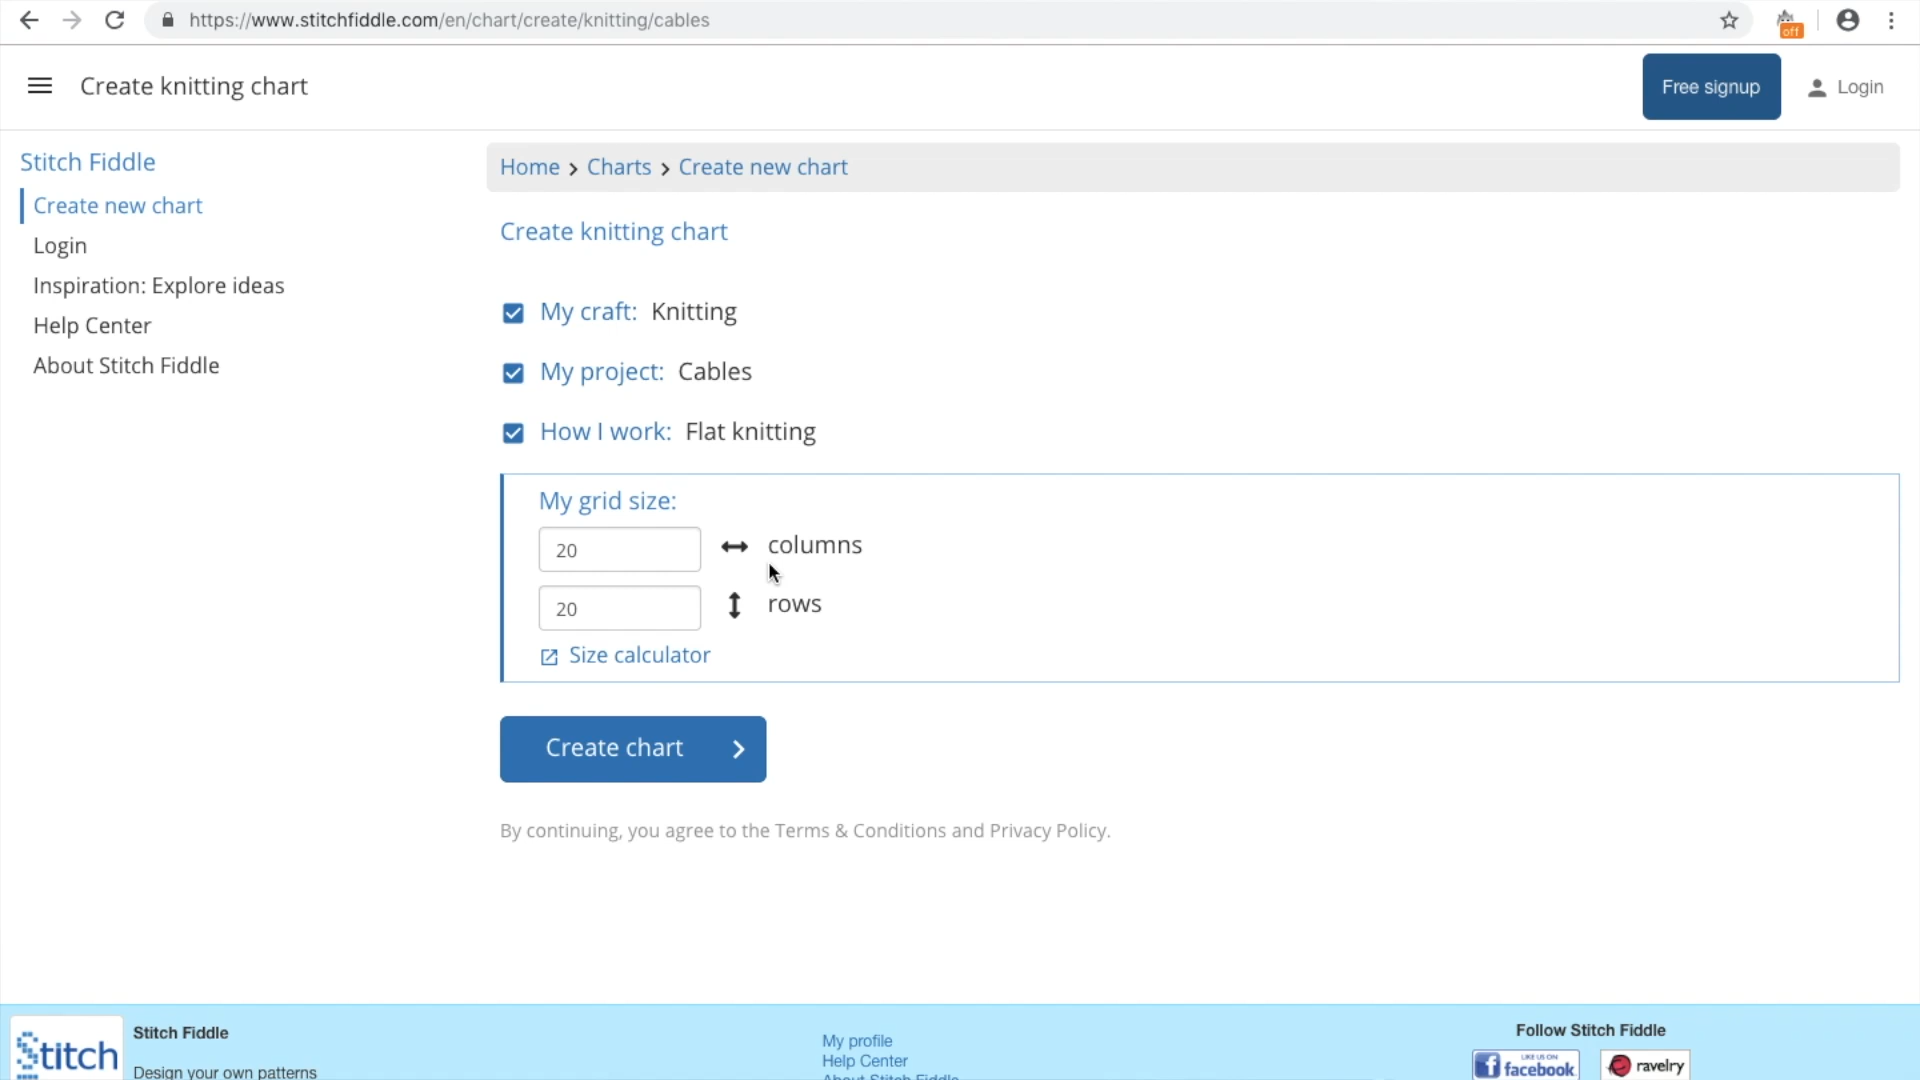 https://www.stitchfiddle.com/en/chart/create/knitting/cables
off
Create knitting chart
Free signup
Login
Stitch Fiddle
Create new chart
Login
Inspiration: Explore ideas
Help Center
About Stitch Fiddle
Home > Charts > Create new chart
Create knitting chart
My craft: Knitting
My project: Cables
How I work: Flat knitting
My grid size:
20 columns
20 rows
Size calculator
Create chart
By continuing, you agree to the Terms & Conditions and Privacy Policy.
Stitch
Stitch Fiddle
Design your own patterns
My profile
Help Center
About Stitch Fiddle
Follow Stitch Fiddle
LIKE US ON
facebook
ravelry